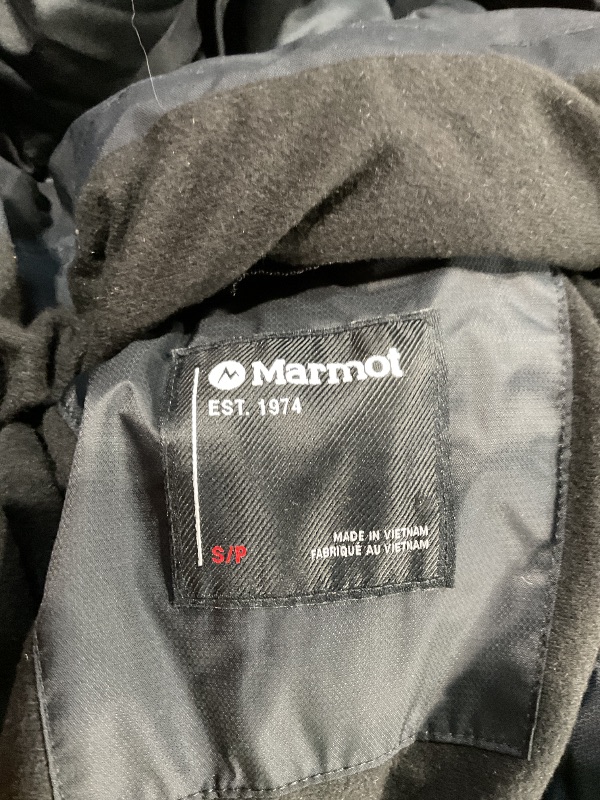 Marmot
EST. 1974
S/P
MADE IN VIETNAM
FABRIQUÉ AU VIETNAM